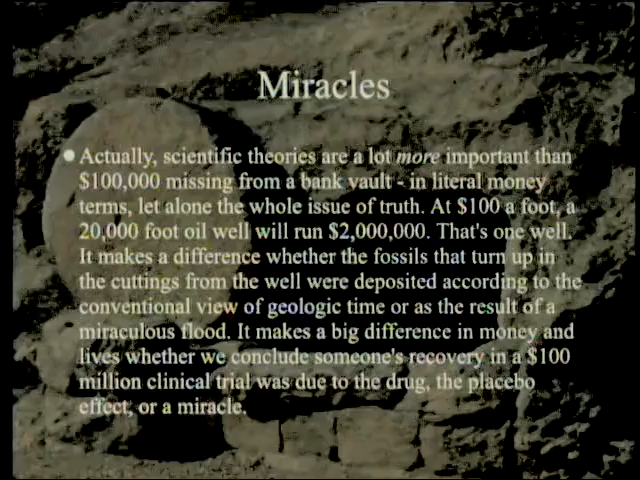 Miracles
• Actually, scientific theories are a lot more important than
$100,000 missing from a bank vault - in literal money
terms, let alone the whole issue of truth. At $100 a foot, a
20,000 foot oil well will run $2,000,000. That's one well.
It makes a difference whether the fossils that turn up in
the cuttings from the well were deposited according to the
conventional view of geologic time or as the result of a
miraculous flood. It makes a big difference in money and
lives whether we conclude someone's recovery in a $100
million clinical trial was due to the drug, the placebo
effect, or a miracle.